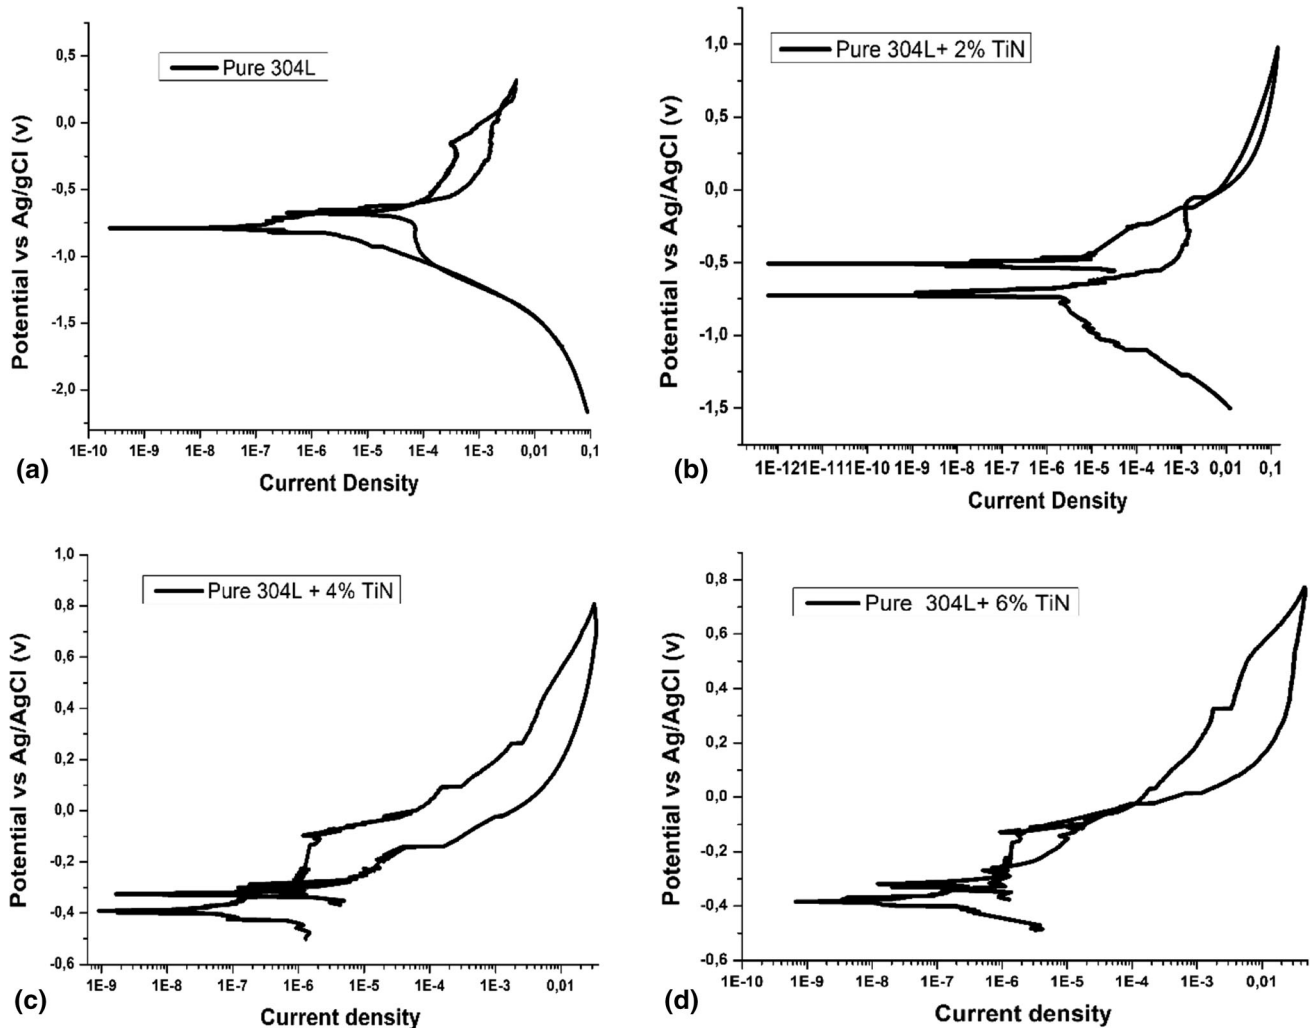 Pure 304L
Potential vs Ag/gCl (v)
0,5
0,0
-0,5
-1,0
-1,5
-2,0
1E-10 1E-9 1E-8 1E-7 1E-6 1E-5 1E-4 1E-3 0,01 0,1
(a)
Current Density
Pure 304L+ 2% TiN
Potential vs Ag/AgCl (v)
1,0
0,5
0,0
-0,5
-1,0
-1,5
1E-121E-111E-10 1E-9 1E-8 1E-7 1E-6 1E-5 1E-4 1E-3 0,01 0,1
(b)
Current Density
Pure 304L + 4% TiN
Potential vs Ag/AgCl (v)
1,0
0,8
0,6
0,4
0,2
0,0
-0,2
-0,4
-0,6
1E-9 1E-8 1E-7 1E-6 1E-5 1E-4 1E-3 0,01
(c)
Current density
Pure 304L+ 6% TiN
Potential vs Ag/AgCl (v)
0,8
0,6
0,4
0,2
0,0
-0,2
-0,4
-0,6
1E-10 1E-9 1E-8 1E-7 1E-6 1E-5 1E-4 1E-3 0,01
(d)
Current density